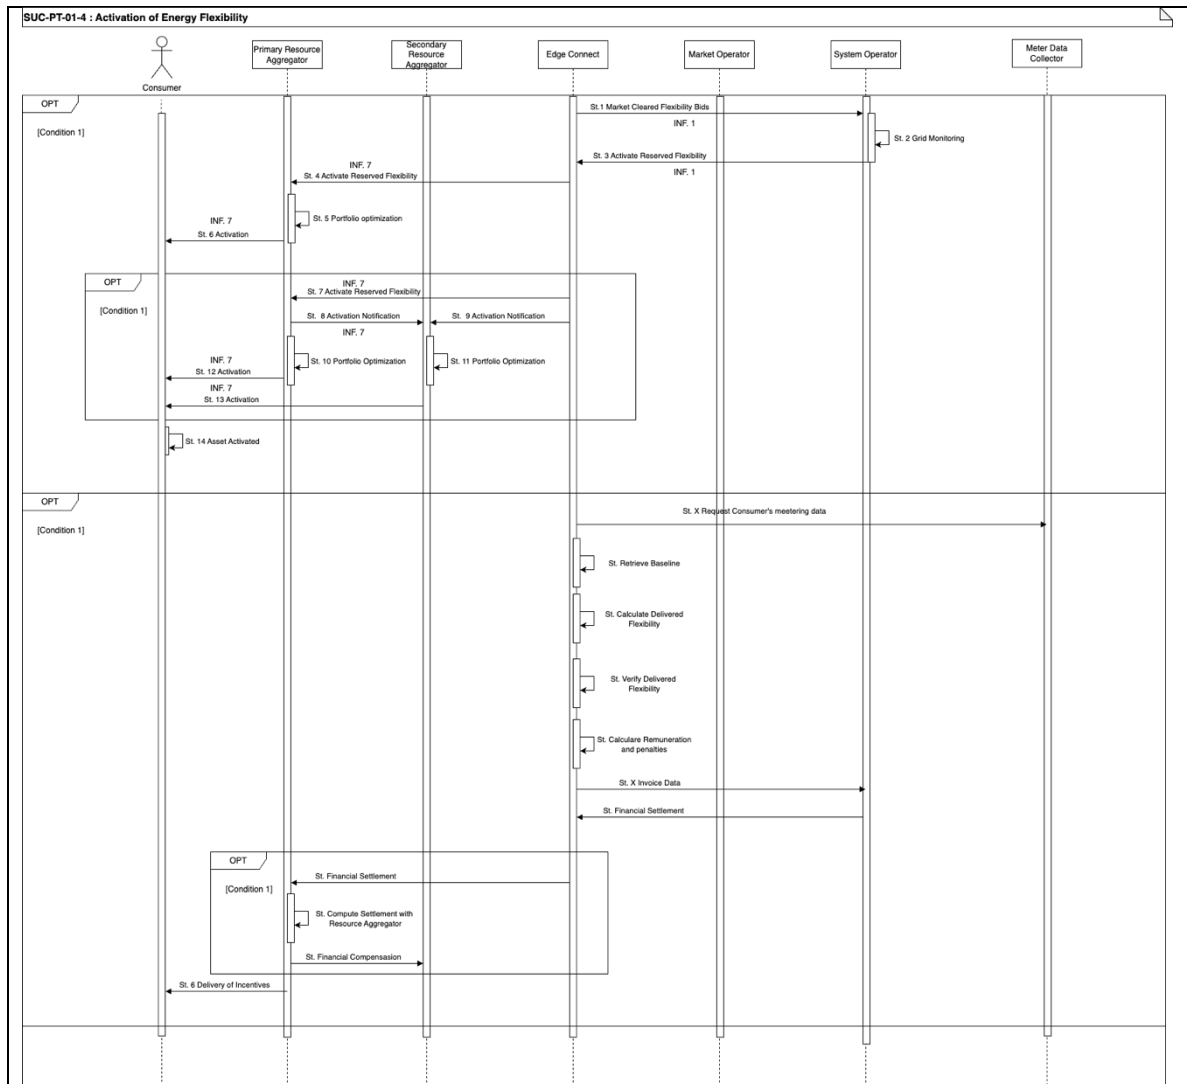 SUC-PT-01-4 : Activation of Energy Flexibility
Consumer
Primary Resource
Aggregator
Secondary
Resource
Aggregator
Edge Connect
Market Operator
System Operator
Meter Data
Collector
OPT
[Condition 1]
St.1 Market Cleared Flexibility Bids
INF. 1
St. 2 Grid Monitoring
St. 3 Activate Reserved Flexibility
INF. 1
INF. 7
St. 4 Activate Reserved Flexibility
St. 5 Portfolio optimization
INF. 7
St. 6 Activation
OPT
[Condition 1]
INF. 7
St. 7 Activate Reserved Flexibility
St. 8 Activation Notification
St. 9 Activation Notification
INF. 7
St. 10 Portfolio Optimization
St. 11 Portfolio Optimization
INF. 7
St. 12 Activation
INF. 7
St. 13 Activation
St. 14 Asset Activated
OPT
[Condition 1]
St. X Request Consumer's meetering data
St. Retrieve Baseline
St. Calculate Delivered
Flexibility
St. Verify Delivered
Flexibility
St. Calculare Remuneration
and penalties
St. X Invoice Data
St. Financial Settlement
OPT
[Condition 1]
St. Financial Settlement
St. Compute Settlement with
Resource Aggregator
St. Financial Compensasion
St. 6 Delivery of Incentives